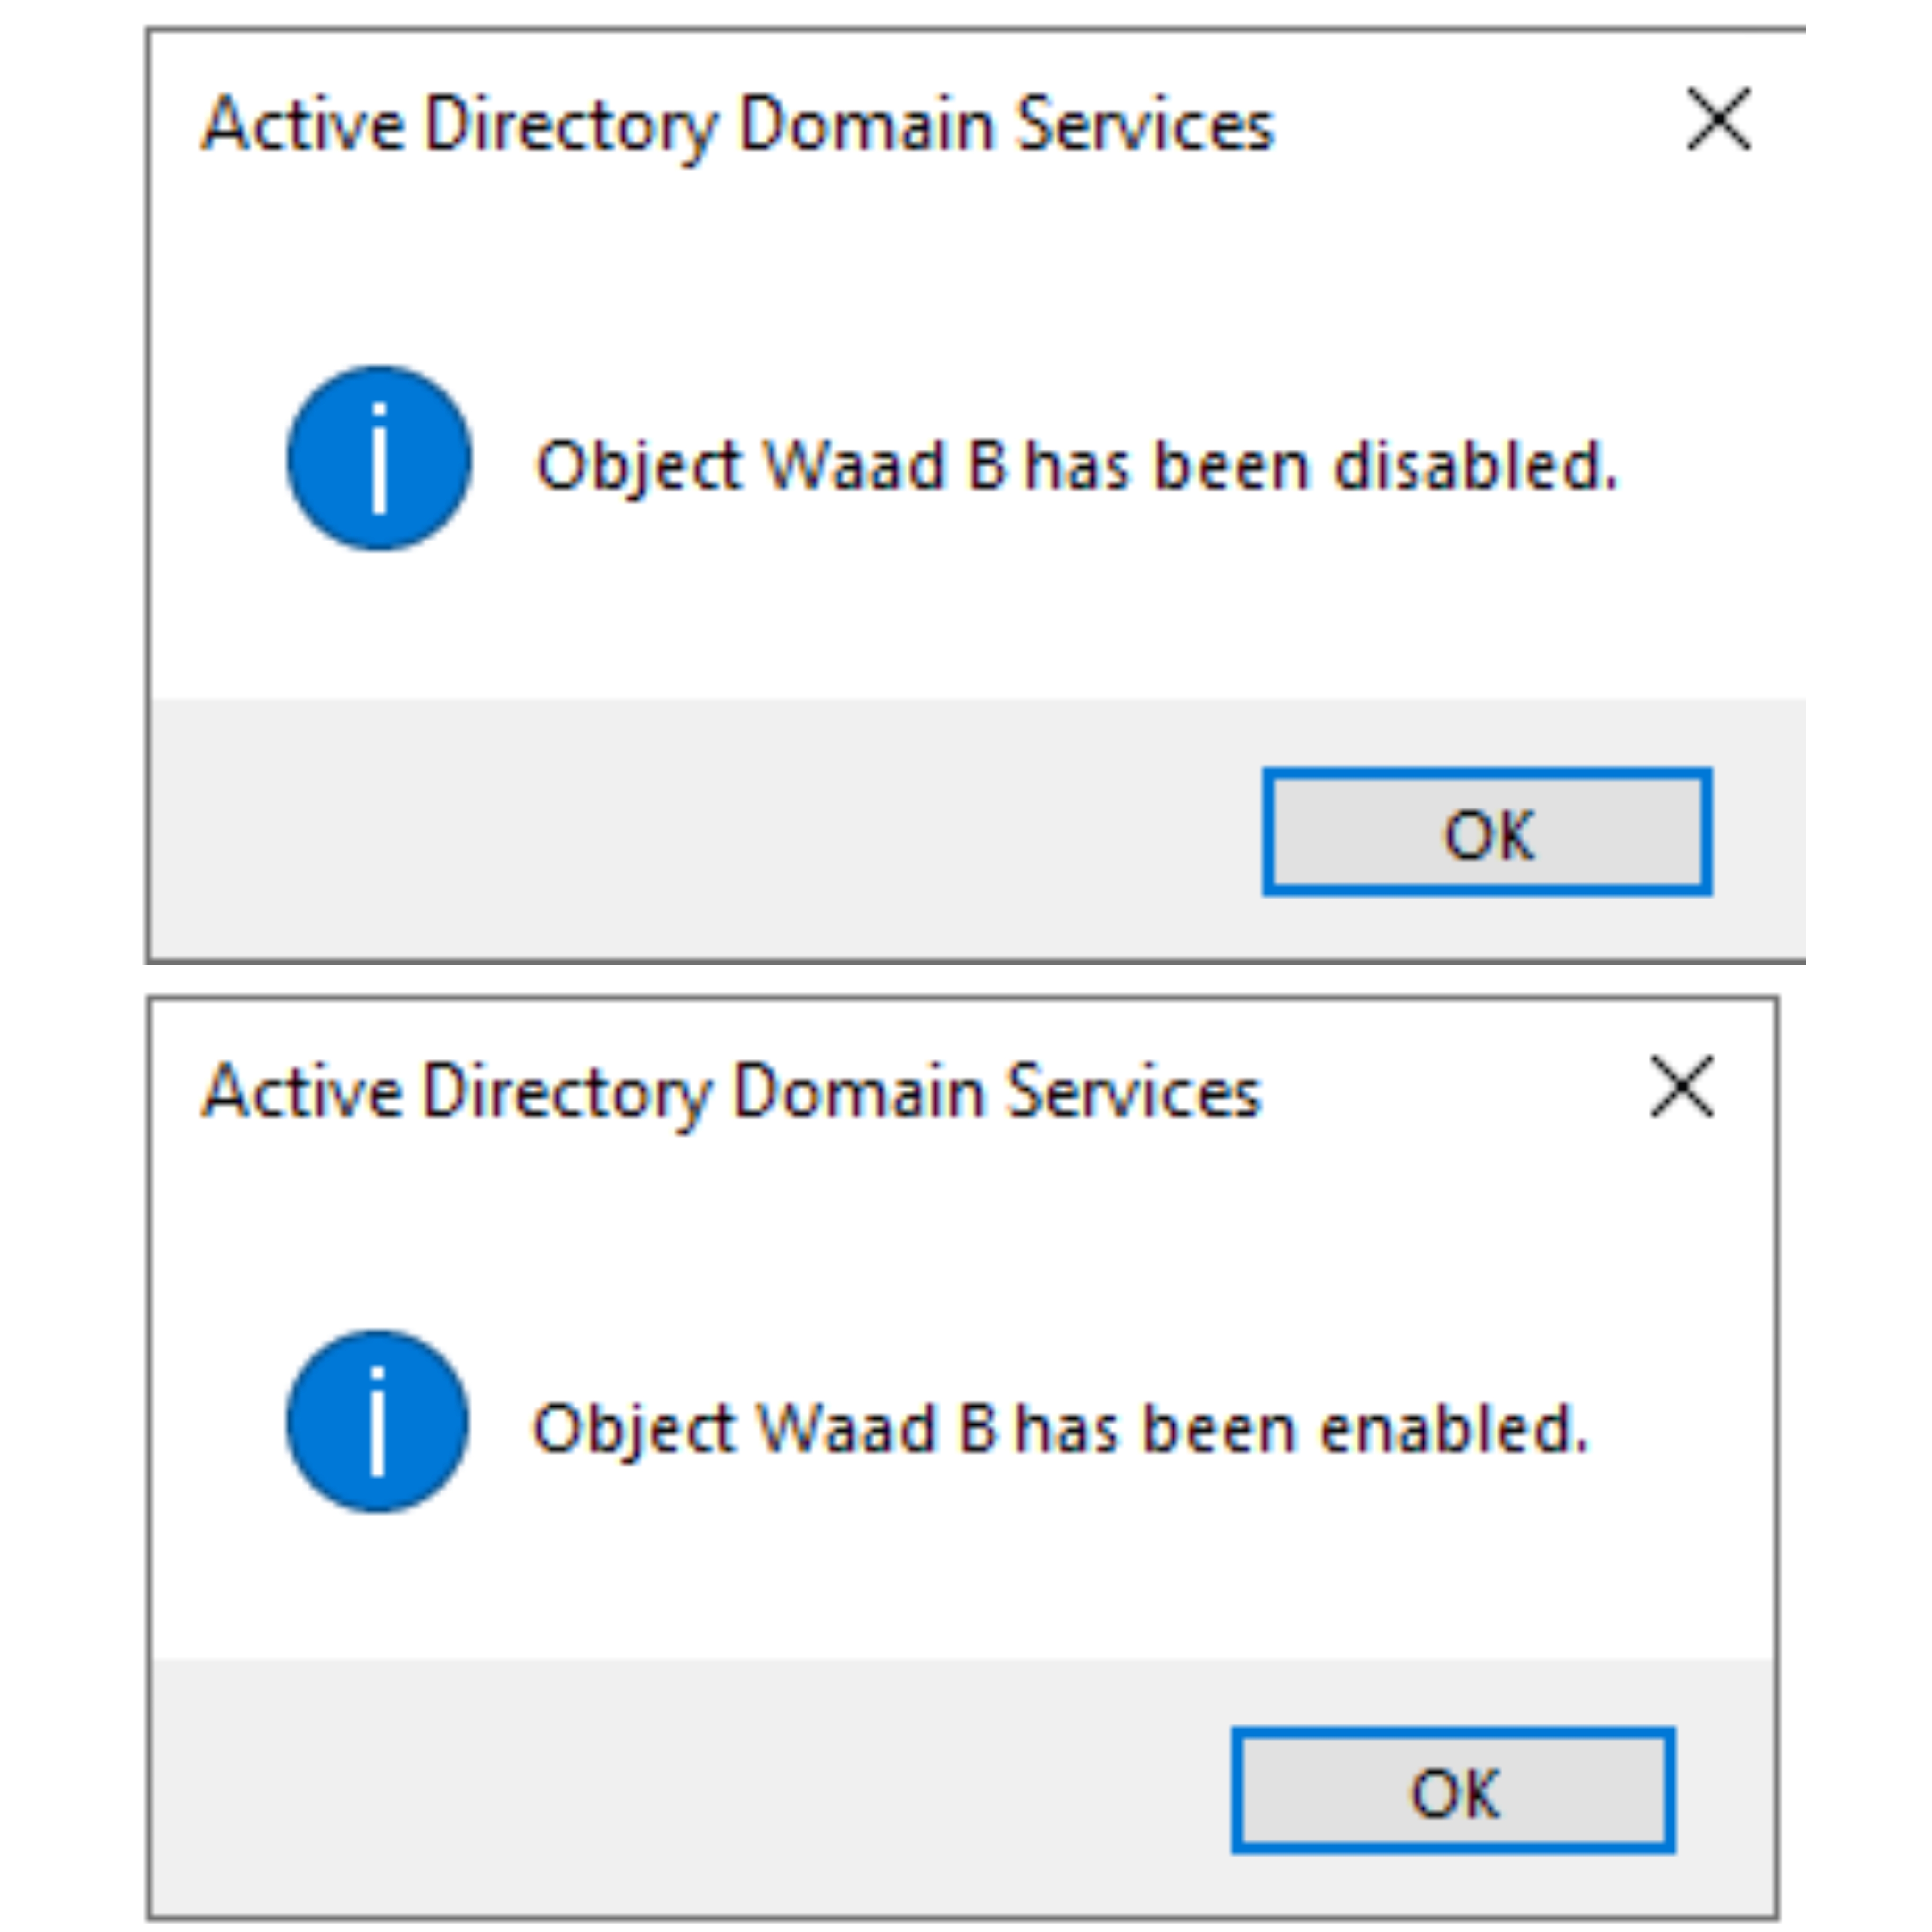 Active Directory Domain Services
Object Waad B has been disabled.
OK
Active Directory Domain Services
Object Waad B has been enabled.
OK